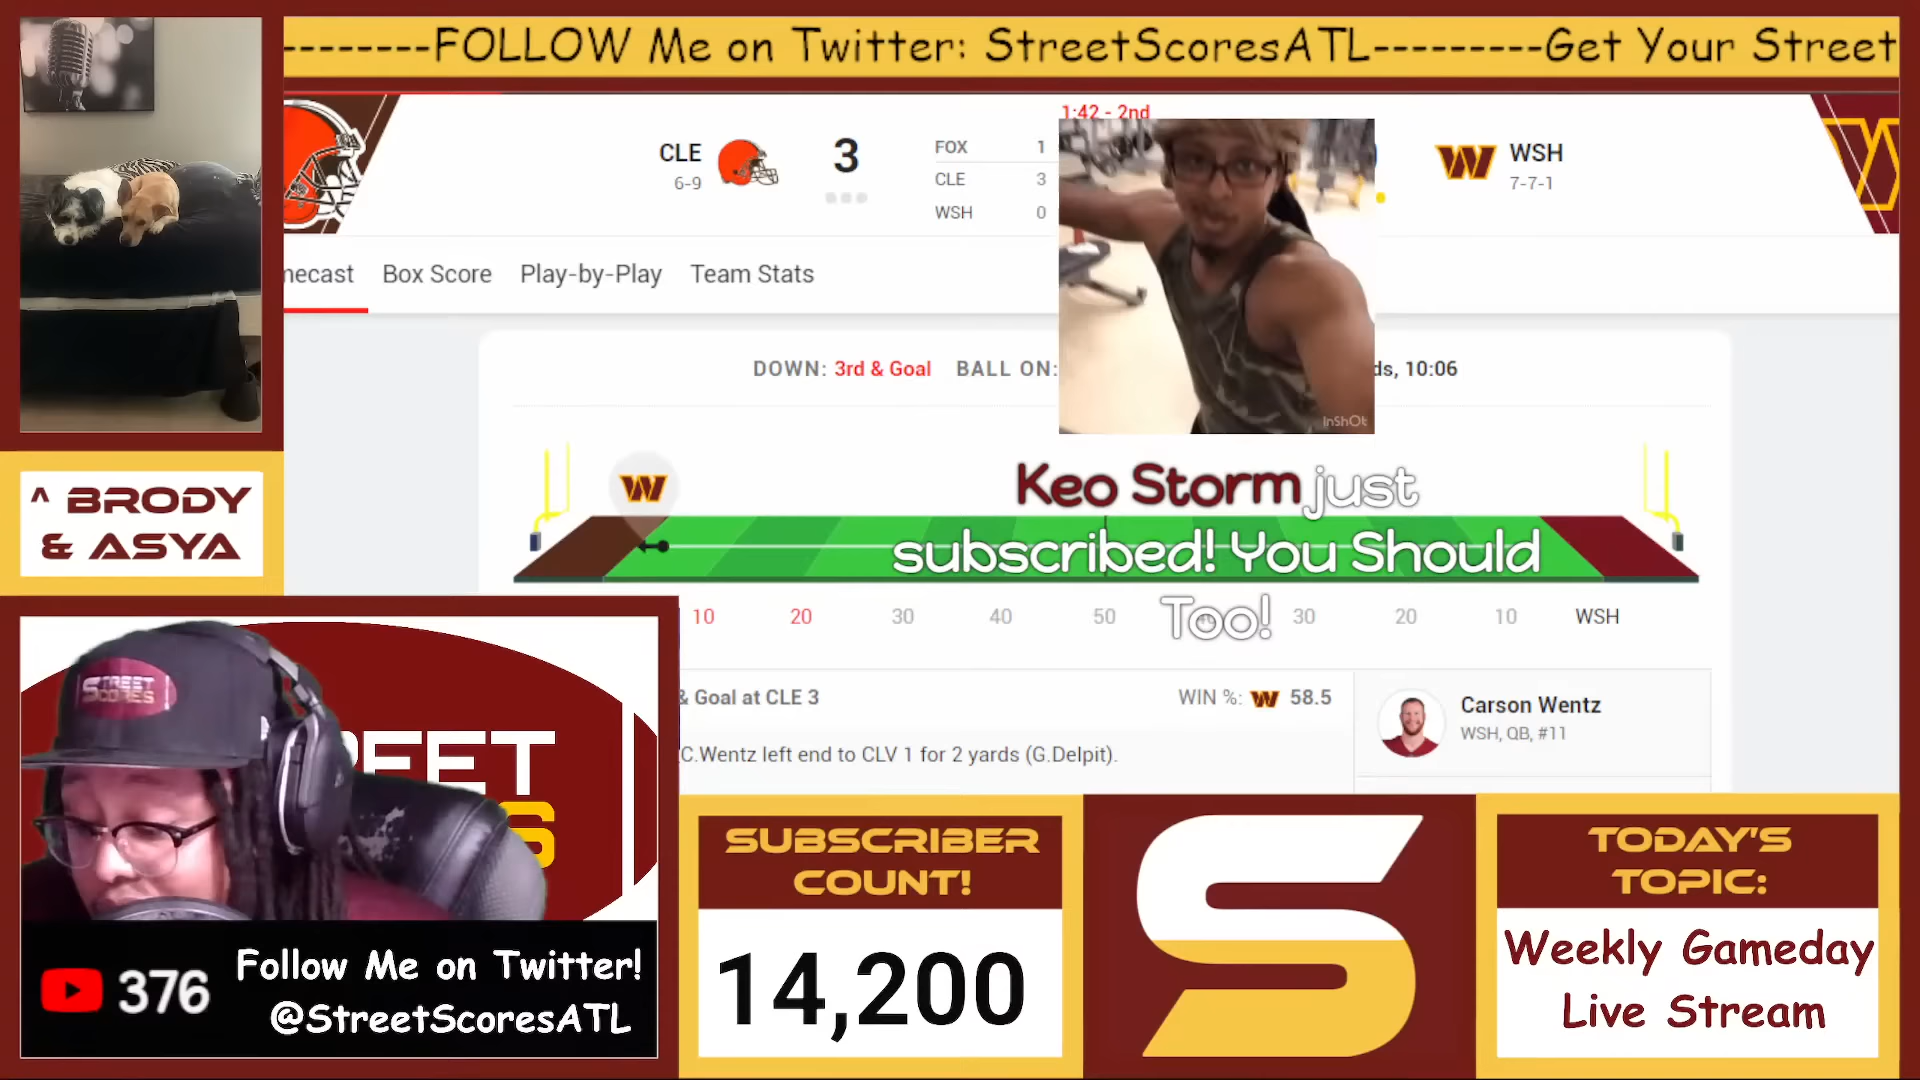 --------FOLLOW Me on Twitter: StreetScoresATL---------Get Your Street
1:42 - 2nd
CLE
6-9
3
FOX 1
CLE 3
WSH 0
WSH
7-7-1
necast Box Score Play-by-Play Team Stats
DOWN: 3rd & Goal BALL ON:
ds, 10:06
InShOt
^ BRODY
& ASYA
Keo Storm just
subscribed! You Should
Too!
10 20 30 40 50 30 20 10 WSH
& Goal at CLE 3
WIN %: W 58.5
C.Wentz left end to CLV 1 for 2 yards (G.Delpit).
Carson Wentz
WSH, QB, #11
STREET
SCORES
SUBSCRIBER
COUNT!
14,200
S
TODAY'S
TOPIC:
Weekly Gameday
Live Stream
376
Follow Me on Twitter!
@StreetScoresATL